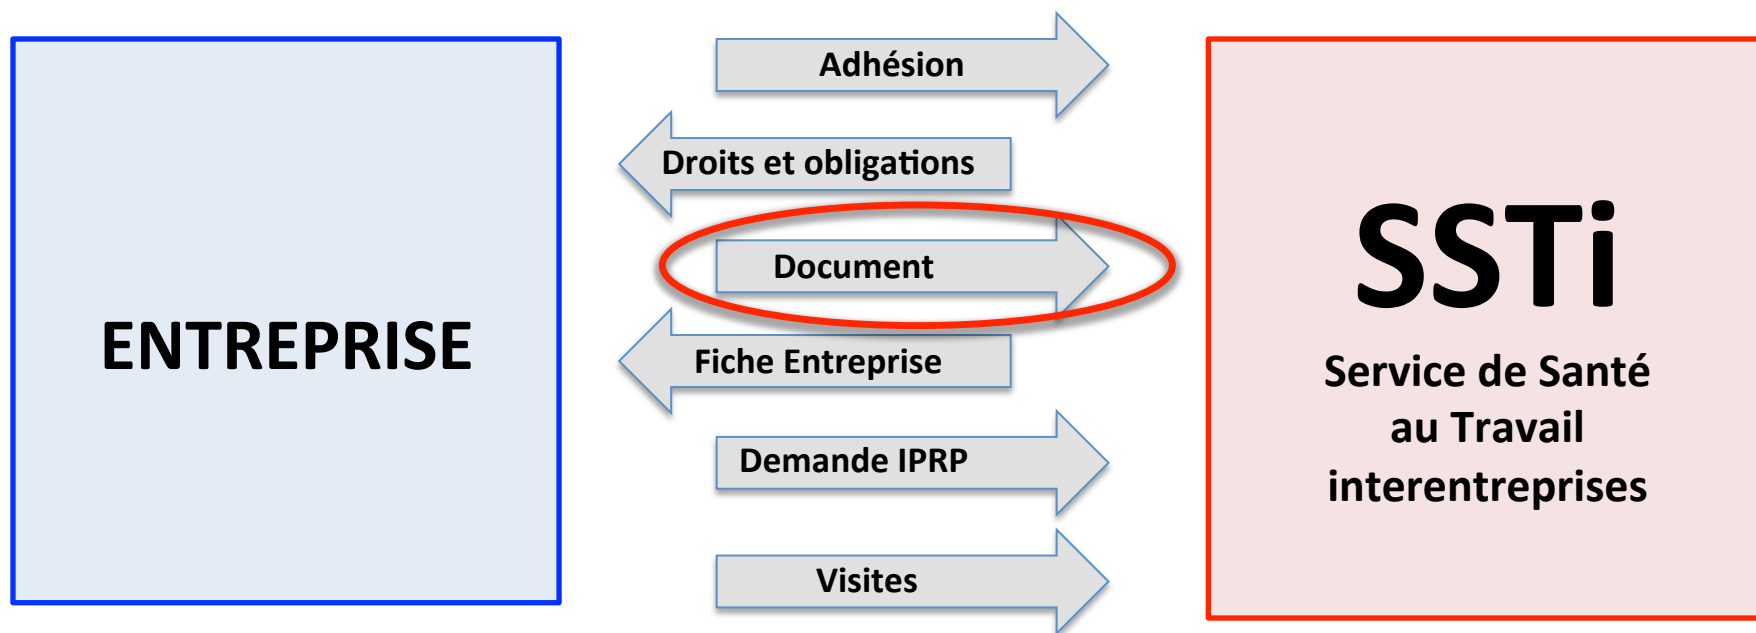 ENTREPRISE
Adhésion
Droits et obligations
Document
Fiche Entreprise
Demande IPRP
Visites
SSTi
Service de Santé
au Travail
interentreprises